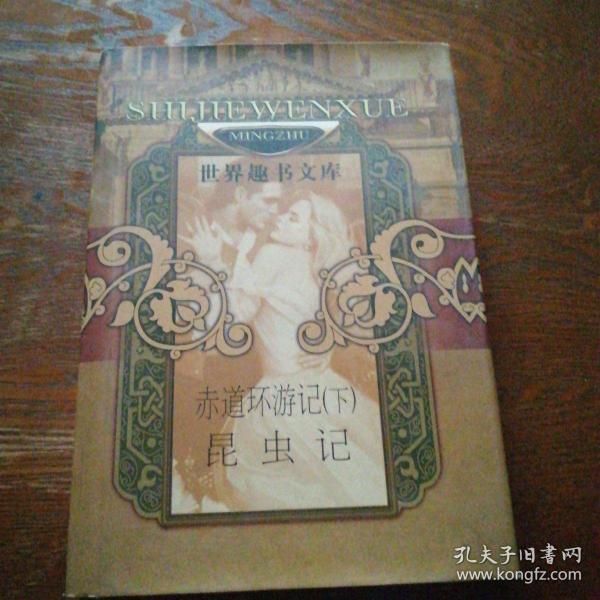 SHIJIEWENXUE
MINGZHU
世界趣书文库
赤道环游记(下)
昆虫记
孔夫子旧书网
www.kongfz.com